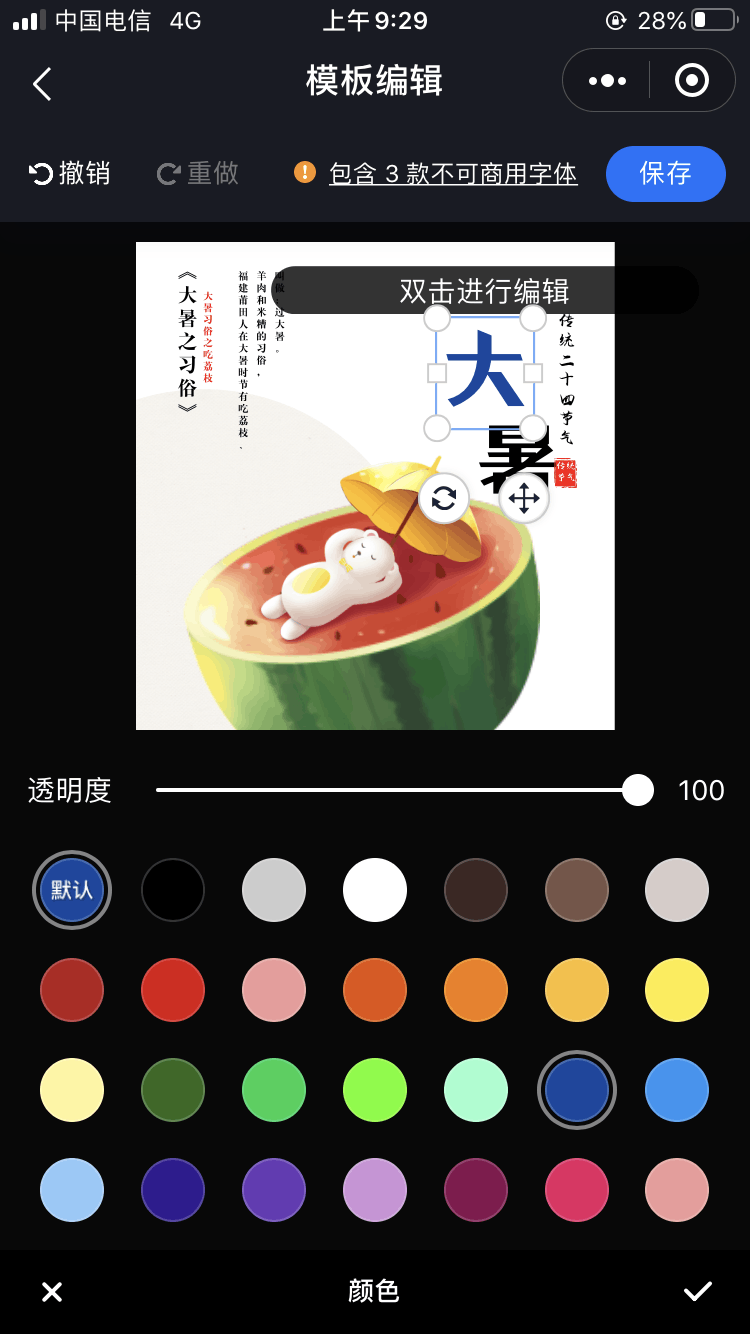 中国电信 4G 上午9:29 28%
模板编辑
撤销 重做 包含 3 款不可商用字体 保存
双击进行编辑
大
暑
传统二十四节气
传统
节气
过大暑。
羊肉和米糟的习俗，
福建莆田人在大暑时节有吃荔枝、
大暑习俗之吃荔枝
《大暑之习俗》
透明度 100
默认
颜色